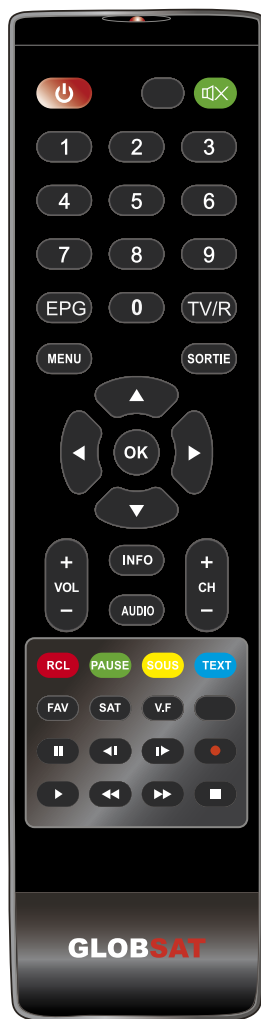 1 2 3
4 5 6
7 8 9
EPG 0 TV/R
MENU SORTIE
OK
+ INFO +
VOL CH
- AUDIO -
RCL PAUSE SOUS TEXT
FAV SAT V.F
GLOBSAT